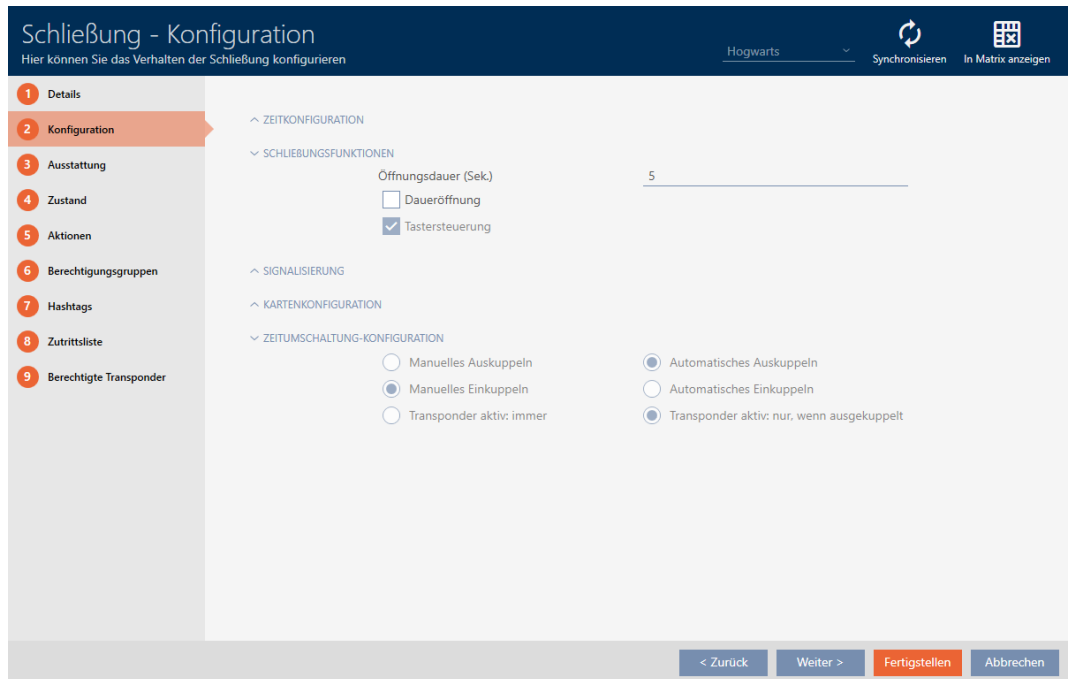 Schließung - Konfiguration
Hier können Sie das Verhalten der Schließung konfigurieren
Hogwarts
Synchronisieren
In Matrix anzeigen
1 Details
2 Konfiguration
3 Ausstattung
4 Zustand
5 Aktionen
6 Berechtigungsgruppen
7 Hashtags
8 Zutrittsliste
9 Berechtigte Transponder
ZEITKONFIGURATION
SCHLIEßUNGSFUNKTIONEN
Öffnungsdauer (Sek.) 5
Daueröffnung
Tastersteuerung
SIGNALISIERUNG
KARTENKONFIGURATION
ZEITUMSCHALTUNG-KONFIGURATION
Manuelles Auskuppeln Automatisches Auskuppeln
Manuelles Einkuppeln Automatisches Einkuppeln
Transponder aktiv: immer Transponder aktiv: nur, wenn ausgekuppelt
< Zurück Weiter > Fertigstellen Abbrechen